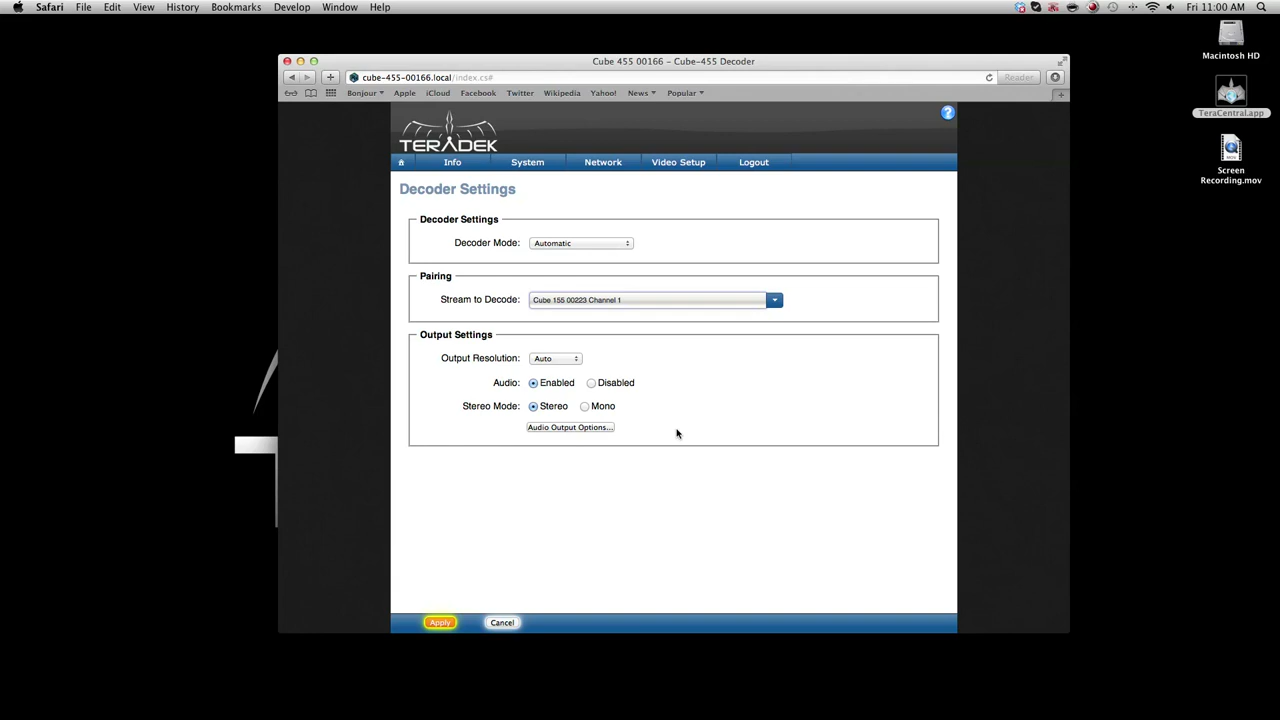 Safari File Edit View History Bookmarks Develop Window Help Fri 11:00 AM
Macintosh HD
TeraCentral.app
Screen
Recording.mov
Cube 455 00166 – Cube-455 Decoder
cube-455-00166.local/index.cs# Reader
Bonjour Apple iCloud Facebook Twitter Wikipedia Yahoo! News Popular
TERADEK
?
Info System Network Video Setup Logout
Decoder Settings
Decoder Settings
Decoder Mode: Automatic
Pairing
Stream to Decode: Cube 155 00223 Channel 1
Output Settings
Output Resolution: Auto
Audio: Enabled Disabled
Stereo Mode: Stereo Mono
Audio Output Options...
Apply Cancel